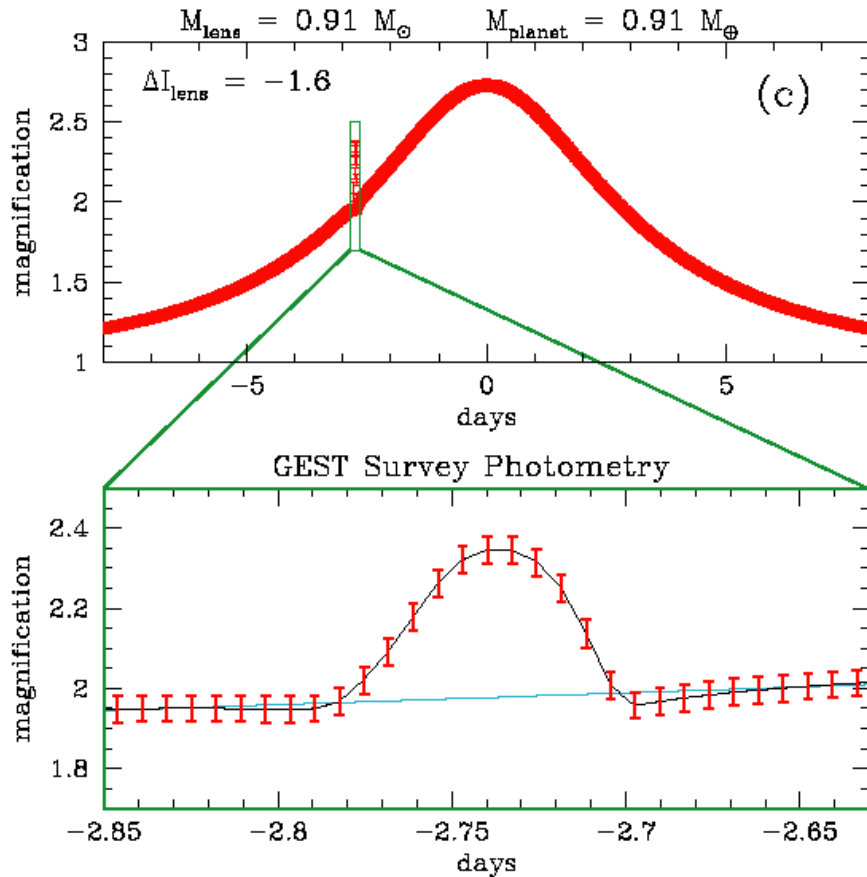 M_lens = 0.91 M_⊙ M_planet = 0.91 M_⊕
ΔI_lens = −1.6
(c)
3
2.5
2
1.5
1
magnification
−5 0 5
days
GEST Survey Photometry
2.4
2.2
2
1.8
magnification
−2.85 −2.8 −2.75 −2.7 −2.65
days